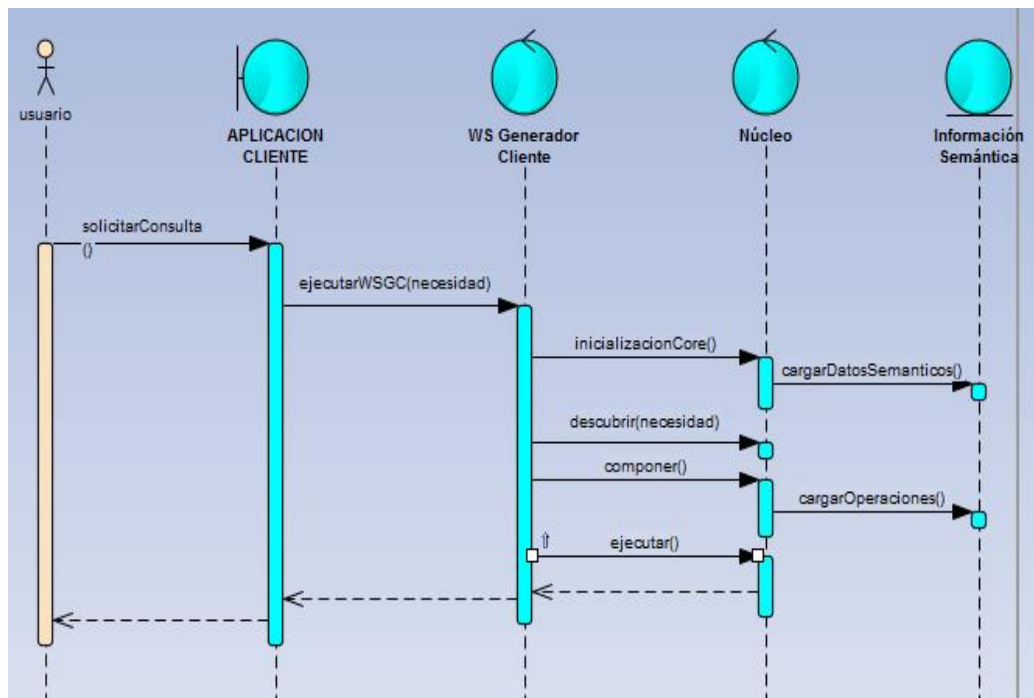 usuario
APLICACION
CLIENTE
WS Generador
Cliente
Núcleo
Información
Semántica
solicitarConsulta
()
ejecutarWSGC(necesidad)
inicializacionCore()
cargarDatosSemanticos()
descubrir(necesidad)
componer()
cargarOperaciones()
ejecutar()